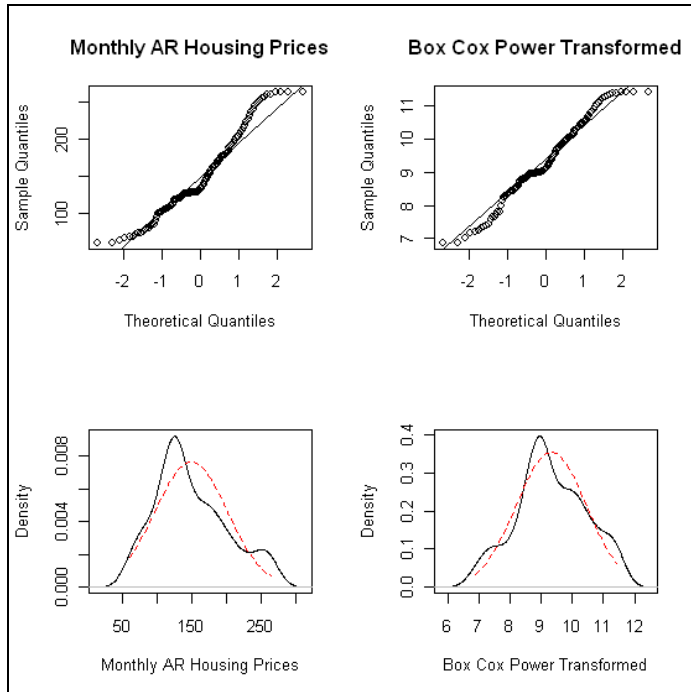 Monthly AR Housing Prices
Box Cox Power Transformed
Sample Quantiles
100
200
-2 -1 0 1 2
Theoretical Quantiles
Sample Quantiles
7 8 9 10 11
-2 -1 0 1 2
Theoretical Quantiles
Density
0.000 0.004 0.008
50 150 250
Monthly AR Housing Prices
Density
0.0 0.1 0.2 0.3 0.4
6 7 8 9 10 11 12
Box Cox Power Transformed